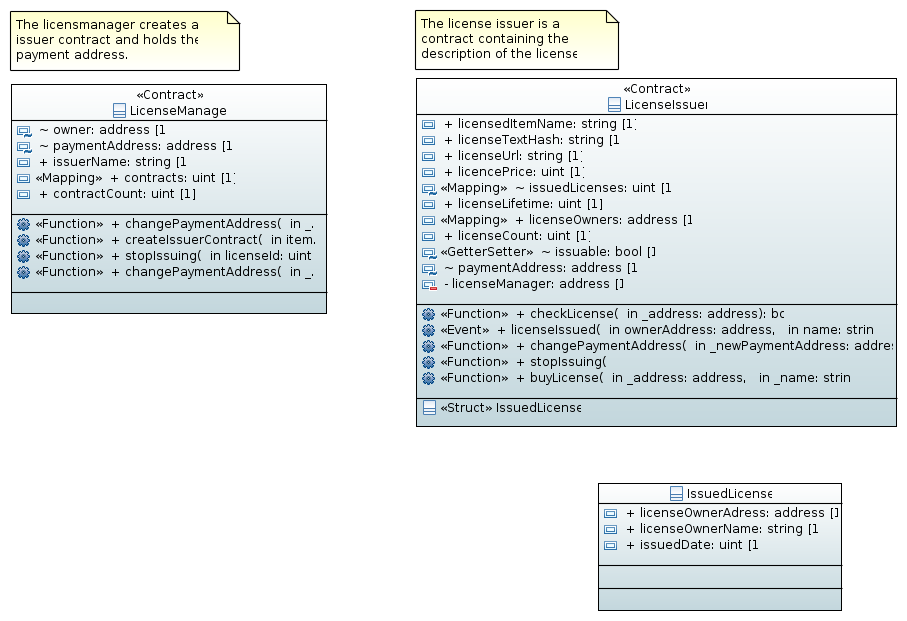 The licensmanager creates a
issuer contract and holds the
payment address.
«Contract»
LicenseManage
~ owner: address [1
~ paymentAddress: address [1
+ issuerName: string [1
«Mapping» + contracts: uint [1]
+ contractCount: uint [1]
«Function» + changePaymentAddress( in _.
«Function» + createIssuerContract( in item.
«Function» + stopIssuing( in licenseId: uint
«Function» + changePaymentAddress( in _.
The license issuer is a
contract containing the
description of the license
«Contract»
LicenseIssuer
+ licensedItemName: string [1]
+ licenseTextHash: string [1
+ licenseUrl: string [1]
+ licencePrice: uint [1]
«Mapping» ~ issuedLicenses: uint [1
+ licenseLifetime: uint [1]
«Mapping» + licenseOwners: address []
+ licenseCount: uint [1]
«GetterSetter» ~ issuable: bool []
~ paymentAddress: address [1
- licenseManager: address []
«Function» + checkLicense( in _address: address): bc
«Event» + licenseIssued( in ownerAddress: address, in name: strin
«Function» + changePaymentAddress( in _newPaymentAddress: addres
«Function» + stopIssuing(
«Function» + buyLicense( in _address: address, in _name: strin
«Struct» IssuedLicense
IssuedLicense
+ licenseOwnerAdress: address []
+ licenseOwnerName: string [1
+ issuedDate: uint [1